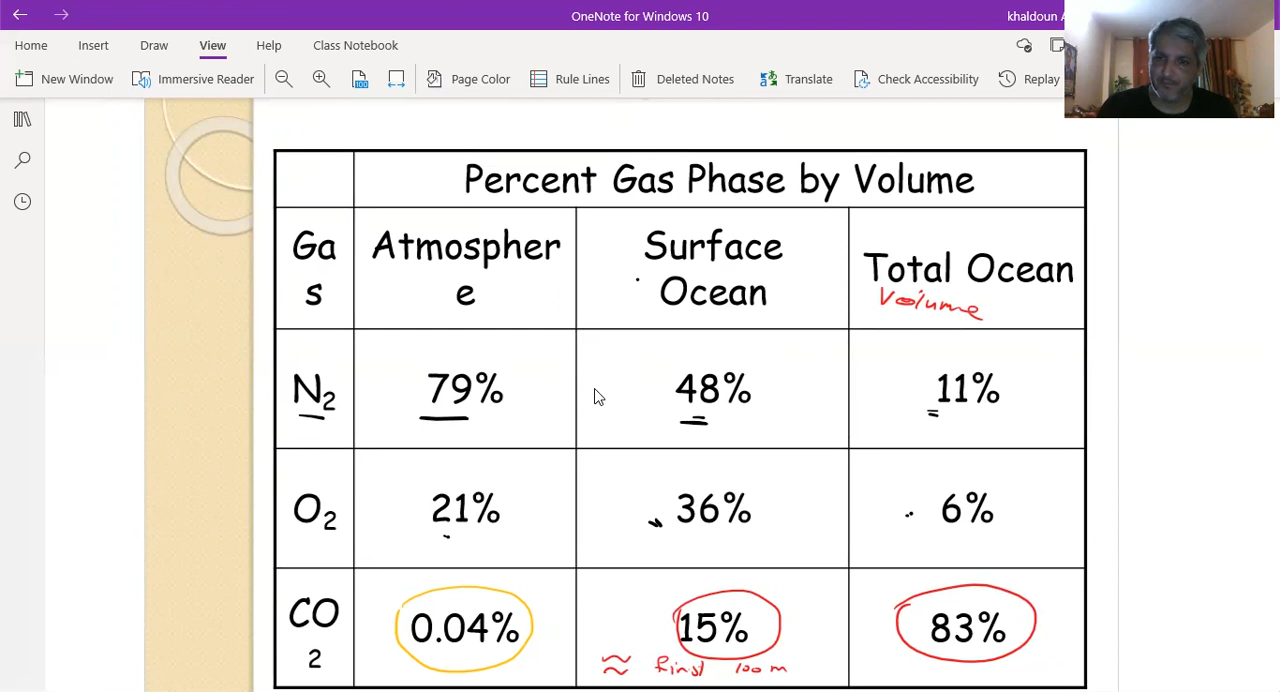 OneNote for Windows 10
khaldoun
Home Insert Draw View Help Class Notebook
New Window Immersive Reader 100 Page Color Rule Lines Deleted Notes Translate Check Accessibility Replay
Percent Gas Phase by Volume
Ga
s
Atmospher
e
Surface
Ocean
Total Ocean
Volume
N2 79% 48% 11%
O2 21% 36% 6%
CO
2
0.04% 15% 83%
≈ first 100 m